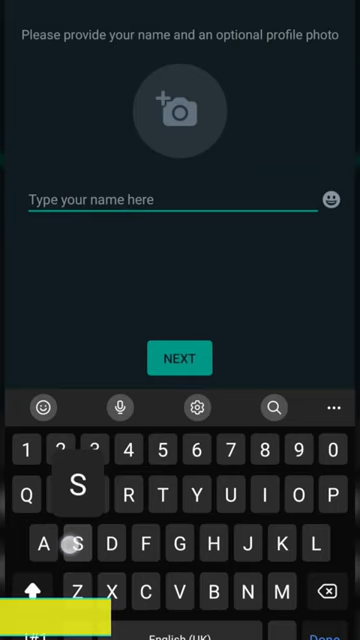 Please provide your name and an optional profile photo
Type your name here
NEXT
1 2 3 4 5 6 7 8 9 0
Q R T Y U I O P
S
A S D F G H J K L
Z X C V B N M
!#1 English (UK) Done